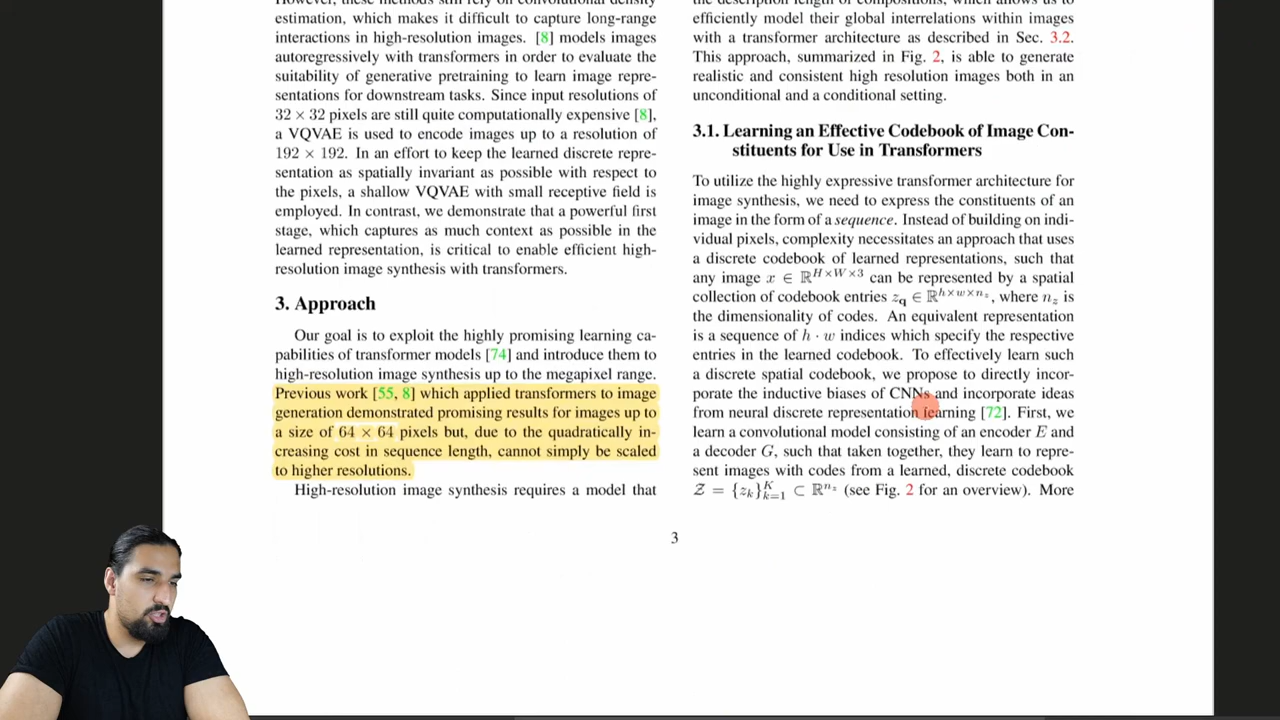 However, these methods still rely on convolutional density
estimation, which makes it difficult to capture long-range
interactions in high-resolution images. [8] models images
autoregressively with transformers in order to evaluate the
suitability of generative pretraining to learn image repre-
sentations for downstream tasks. Since input resolutions of
32 × 32 pixels are still quite computationally expensive [8],
a VQVAE is used to encode images up to a resolution of
192 × 192. In an effort to keep the learned discrete repre-
sentation as spatially invariant as possible with respect to
the pixels, a shallow VQVAE with small receptive field is
employed. In contrast, we demonstrate that a powerful first
stage, which captures as much context as possible in the
learned representation, is critical to enable efficient high-
resolution image synthesis with transformers.
3. Approach
Our goal is to exploit the highly promising learning ca-
pabilities of transformer models [74] and introduce them to
high-resolution image synthesis up to the megapixel range.
Previous work [55, 8] which applied transformers to image
generation demonstrated promising results for images up to
a size of 64 × 64 pixels but, due to the quadratically in-
creasing cost in sequence length, cannot simply be scaled
to higher resolutions.
High-resolution image synthesis requires a model that
the description length of compositions, which allows us to
efficiently model their global interrelations within images
with a transformer architecture as described in Sec. 3.2.
This approach, summarized in Fig. 2, is able to generate
realistic and consistent high resolution images both in an
unconditional and a conditional setting.
3.1. Learning an Effective Codebook of Image Con-
stituents for Use in Transformers
To utilize the highly expressive transformer architecture for
image synthesis, we need to express the constituents of an
image in the form of a sequence. Instead of building on indi-
vidual pixels, complexity necessitates an approach that uses
a discrete codebook of learned representations, such that
any image x ∈ ℝ^{H×W×3} can be represented by a spatial
collection of codebook entries z_q ∈ ℝ^{h×w×n_z}, where n_z is
the dimensionality of codes. An equivalent representation
is a sequence of h · w indices which specify the respective
entries in the learned codebook. To effectively learn such
a discrete spatial codebook, we propose to directly incor-
porate the inductive biases of CNNs and incorporate ideas
from neural discrete representation learning [72]. First, we
learn a convolutional model consisting of an encoder E and
a decoder G, such that taken together, they learn to repre-
sent images with codes from a learned, discrete codebook
𝒵 = {z_k}_{k=1}^K ⊂ ℝ^{n_z} (see Fig. 2 for an overview). More
3